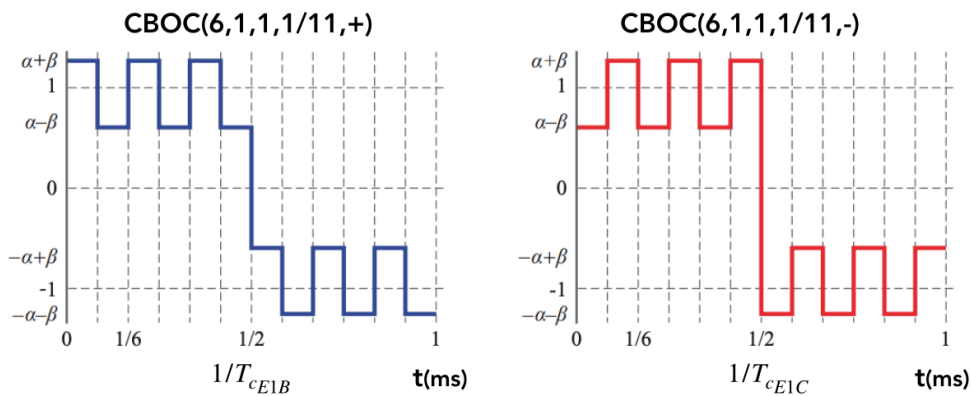 CBOC(6,1,1,1/11,+)
α+β
1
α−β
0
−α+β
-1
−α−β
0 1/6 1/2 1
1/T_{c_{E1B}} t(ms)
CBOC(6,1,1,1/11,-)
α+β
1
α−β
0
−α+β
-1
−α−β
0 1/6 1/2 1
1/T_{c_{E1C}} t(ms)